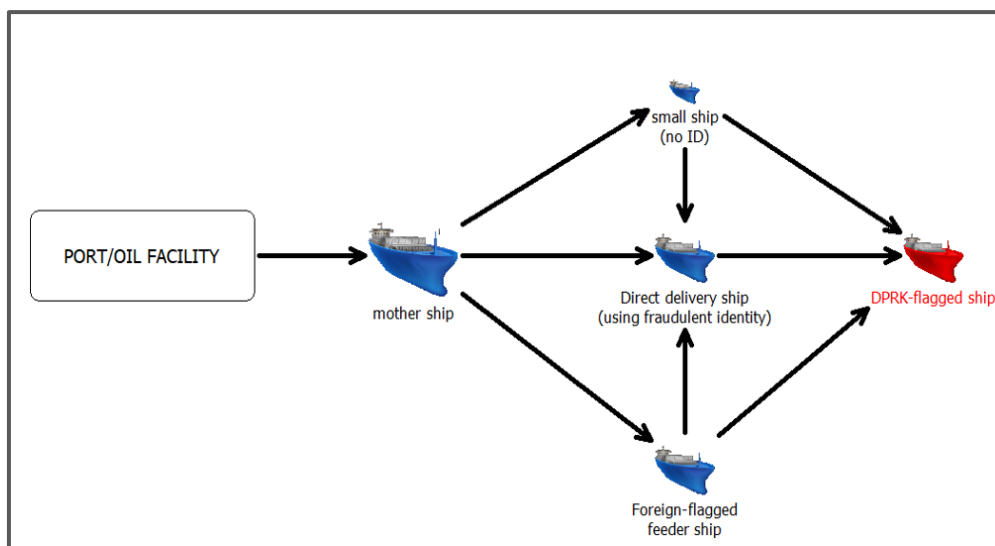 small ship
(no ID)
PORT/OIL FACILITY
mother ship
Direct delivery ship
(using fraudulent identity)
DPRK-flagged ship
Foreign-flagged
feeder ship